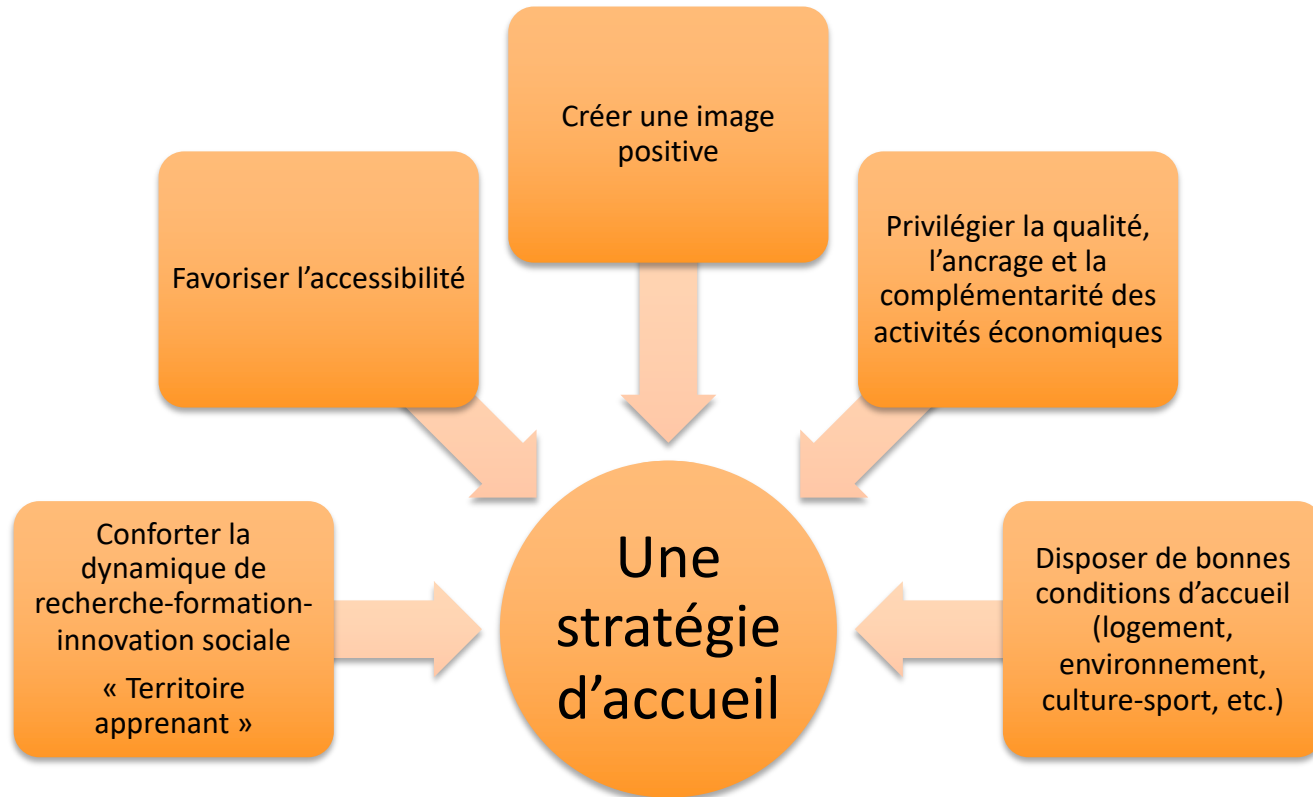 Créer une image
positive
Favoriser l’accessibilité
Privilégier la qualité,
l’ancrage et la
complémentarité des
activités économiques
Conforter la
dynamique de
recherche-formation-
innovation sociale
« Territoire
apprenant »
Une
stratégie
d’accueil
Disposer de bonnes
conditions d’accueil
(logement,
environnement,
culture-sport, etc.)